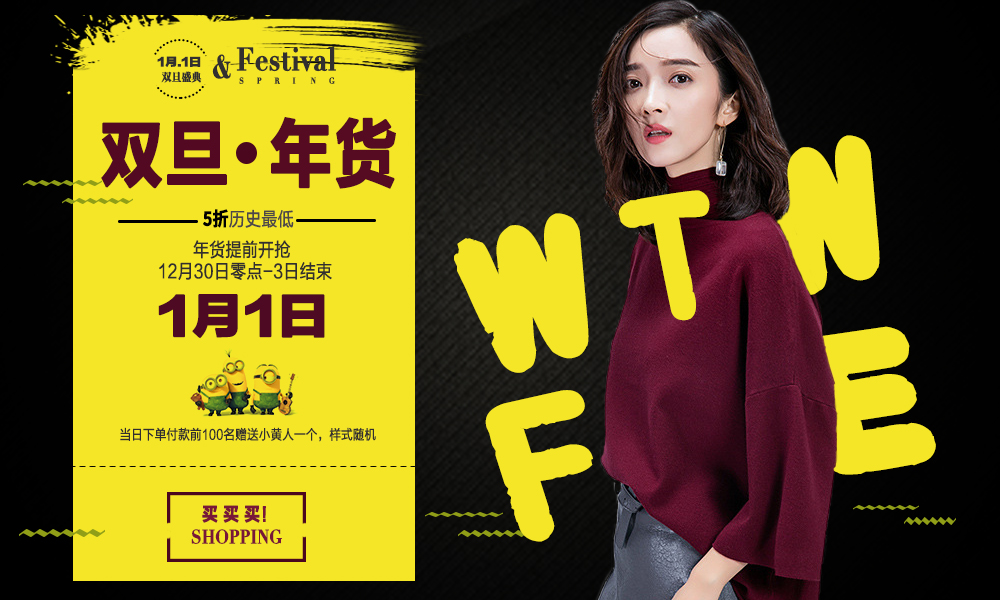 1月.1日
双旦盛典
& Festival
SPRING
双旦·年货
5折历史最低
年货提前开抢
12月30日零点-3日结束
1月1日
当日下单付款前100名赠送小黄人一个，样式随机
买买买!
SHOPPING
W T N
F E